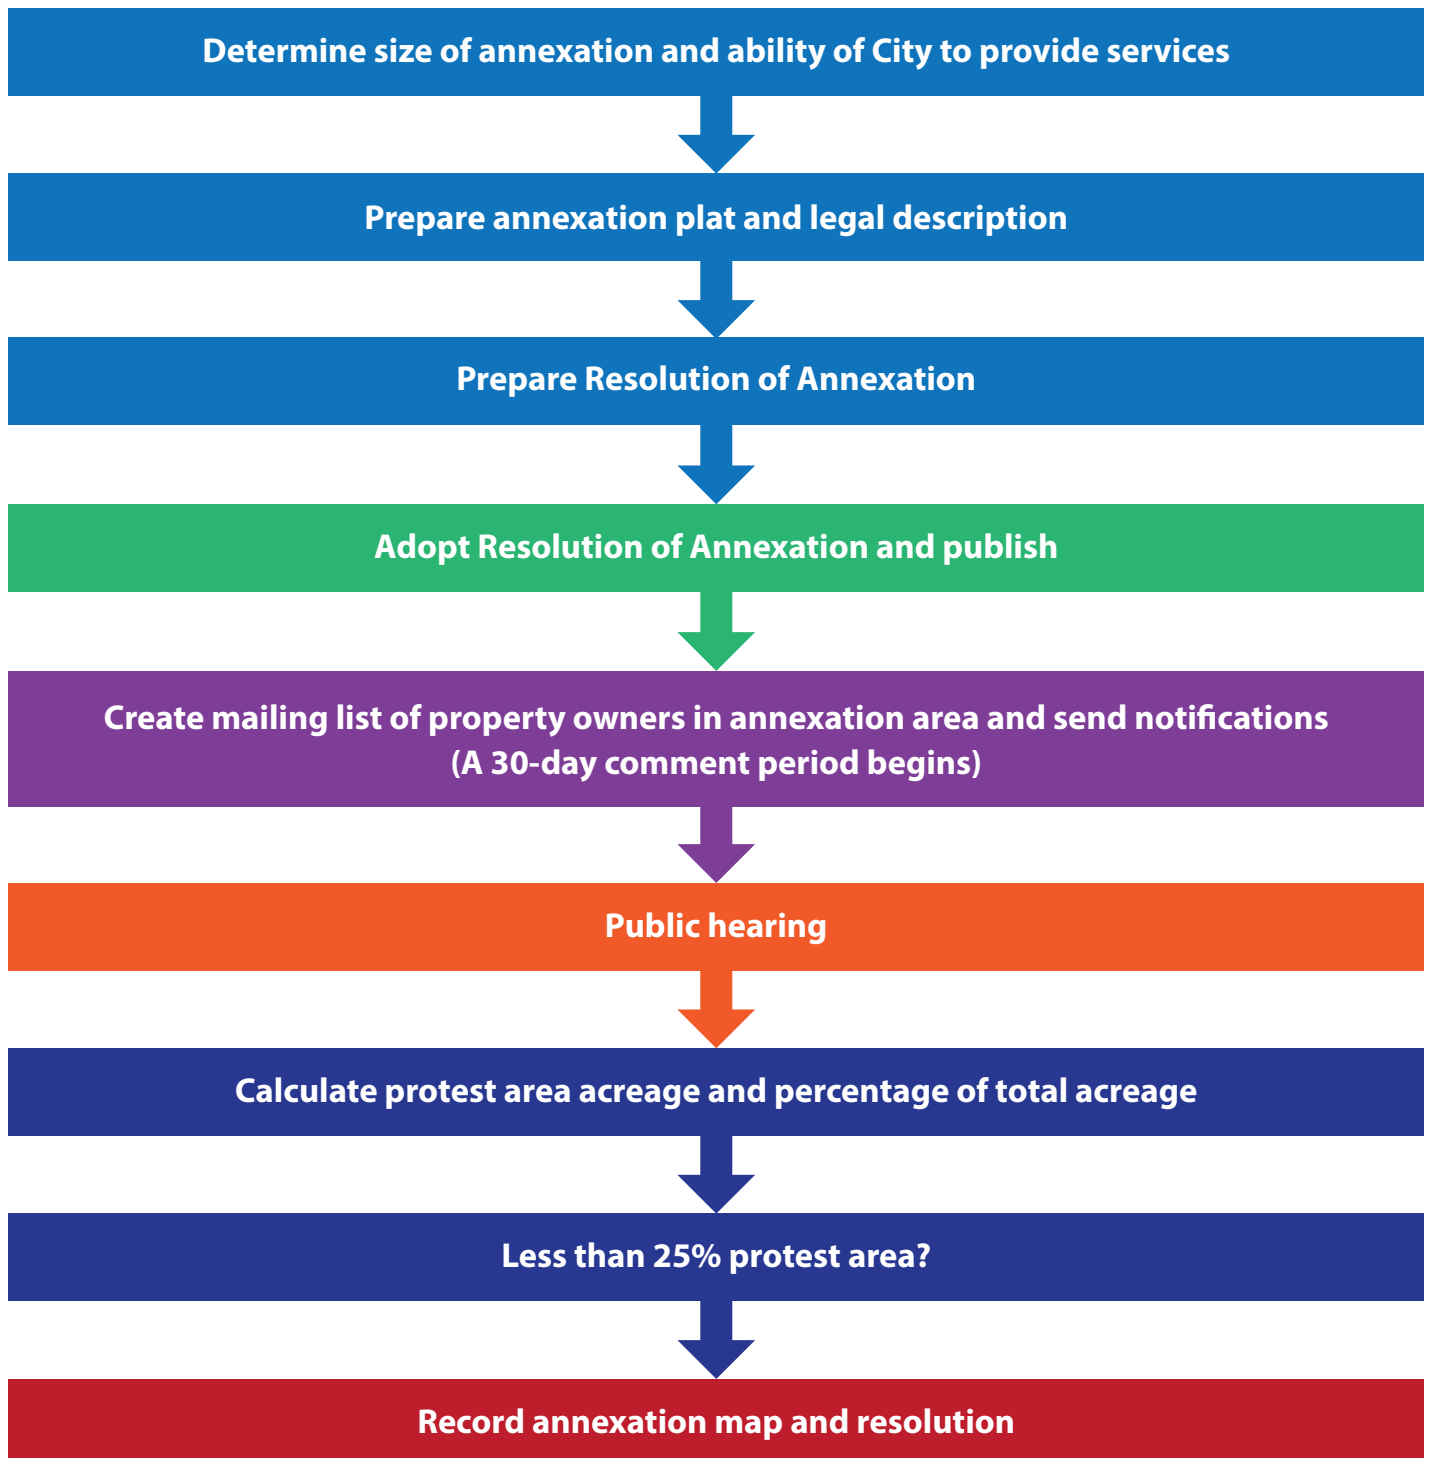 Determine size of annexation and ability of City to provide services
Prepare annexation plat and legal description
Prepare Resolution of Annexation
Adopt Resolution of Annexation and publish
Create mailing list of property owners in annexation area and send notifications
(A 30-day comment period begins)
Public hearing
Calculate protest area acreage and percentage of total acreage
Less than 25% protest area?
Record annexation map and resolution